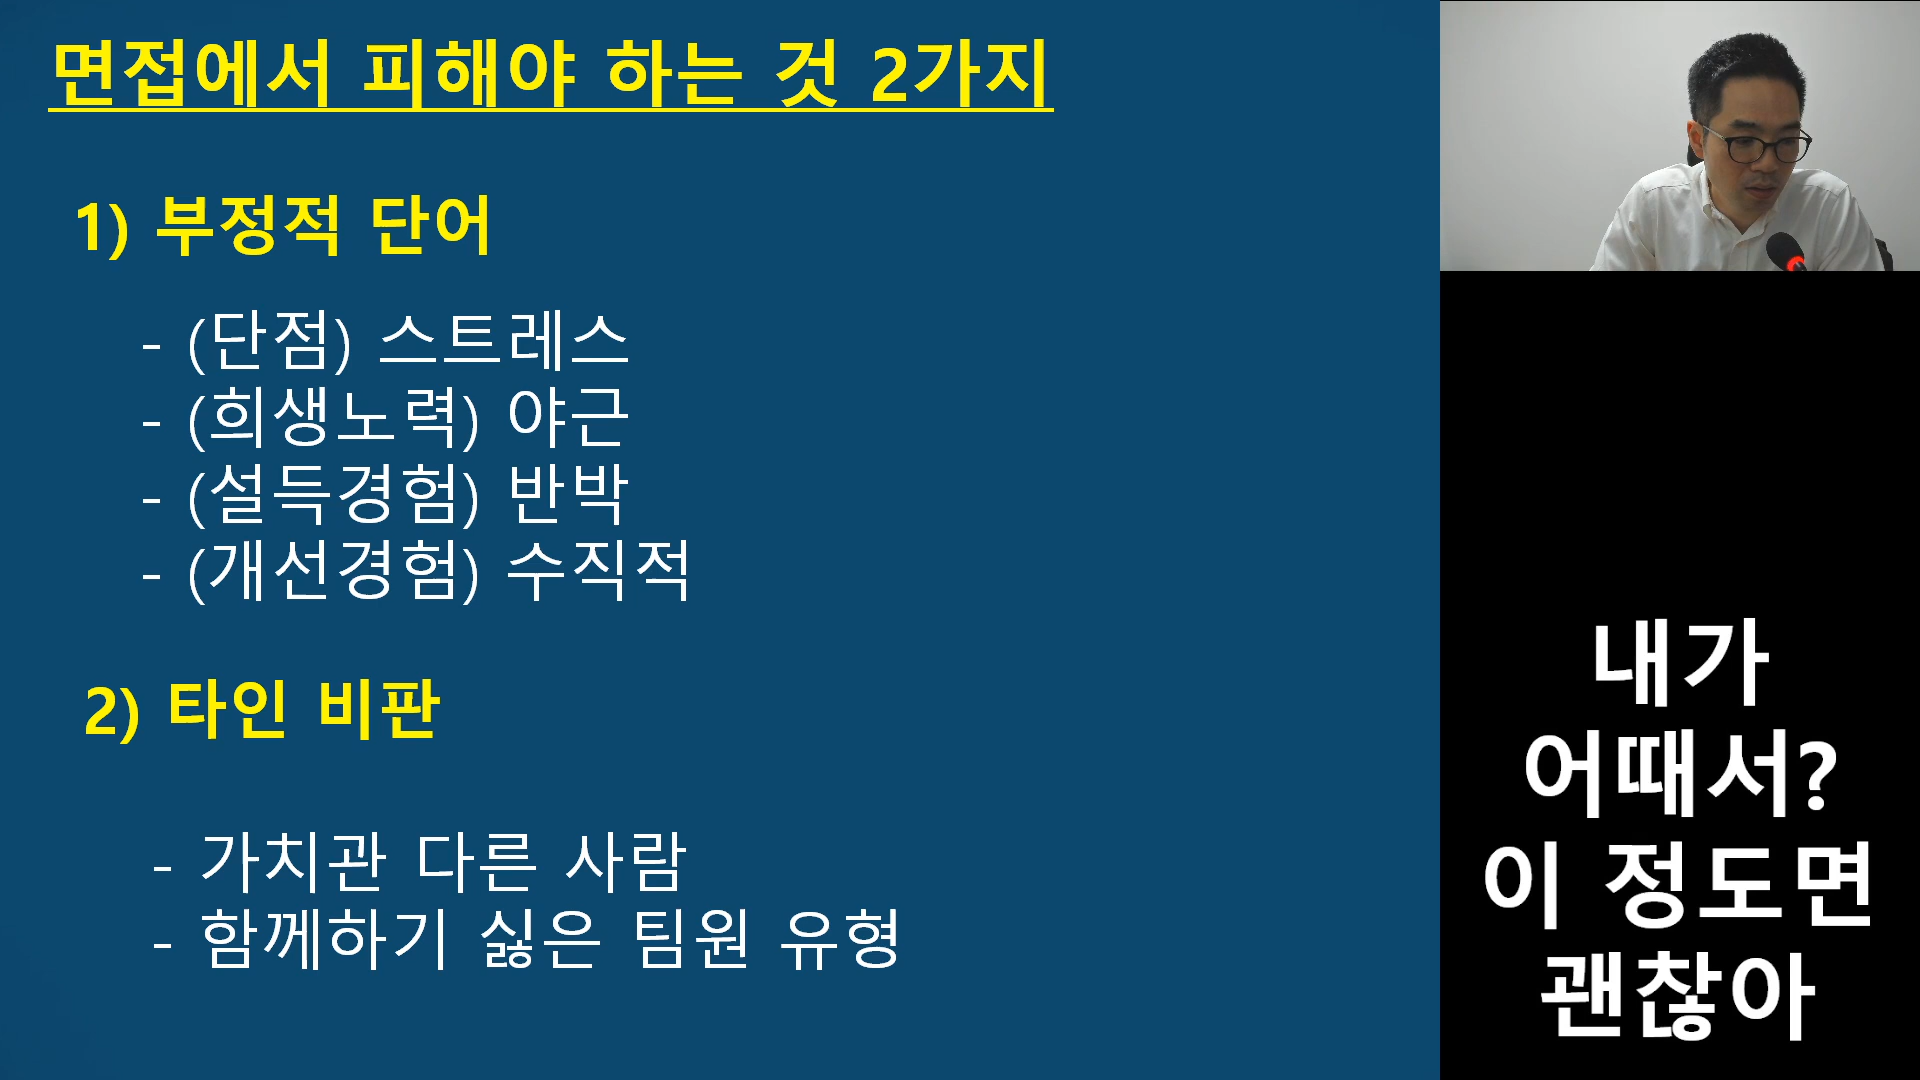 면접에서 피해야 하는 것 2가지
1) 부정적 단어
- (단점) 스트레스
- (희생노력) 야근
- (설득경험) 반박
- (개선경험) 수직적
2) 타인 비판
- 가치관 다른 사람
- 함께하기 싫은 팀원 유형
내가
어때서?
이 정도면
괜찮아